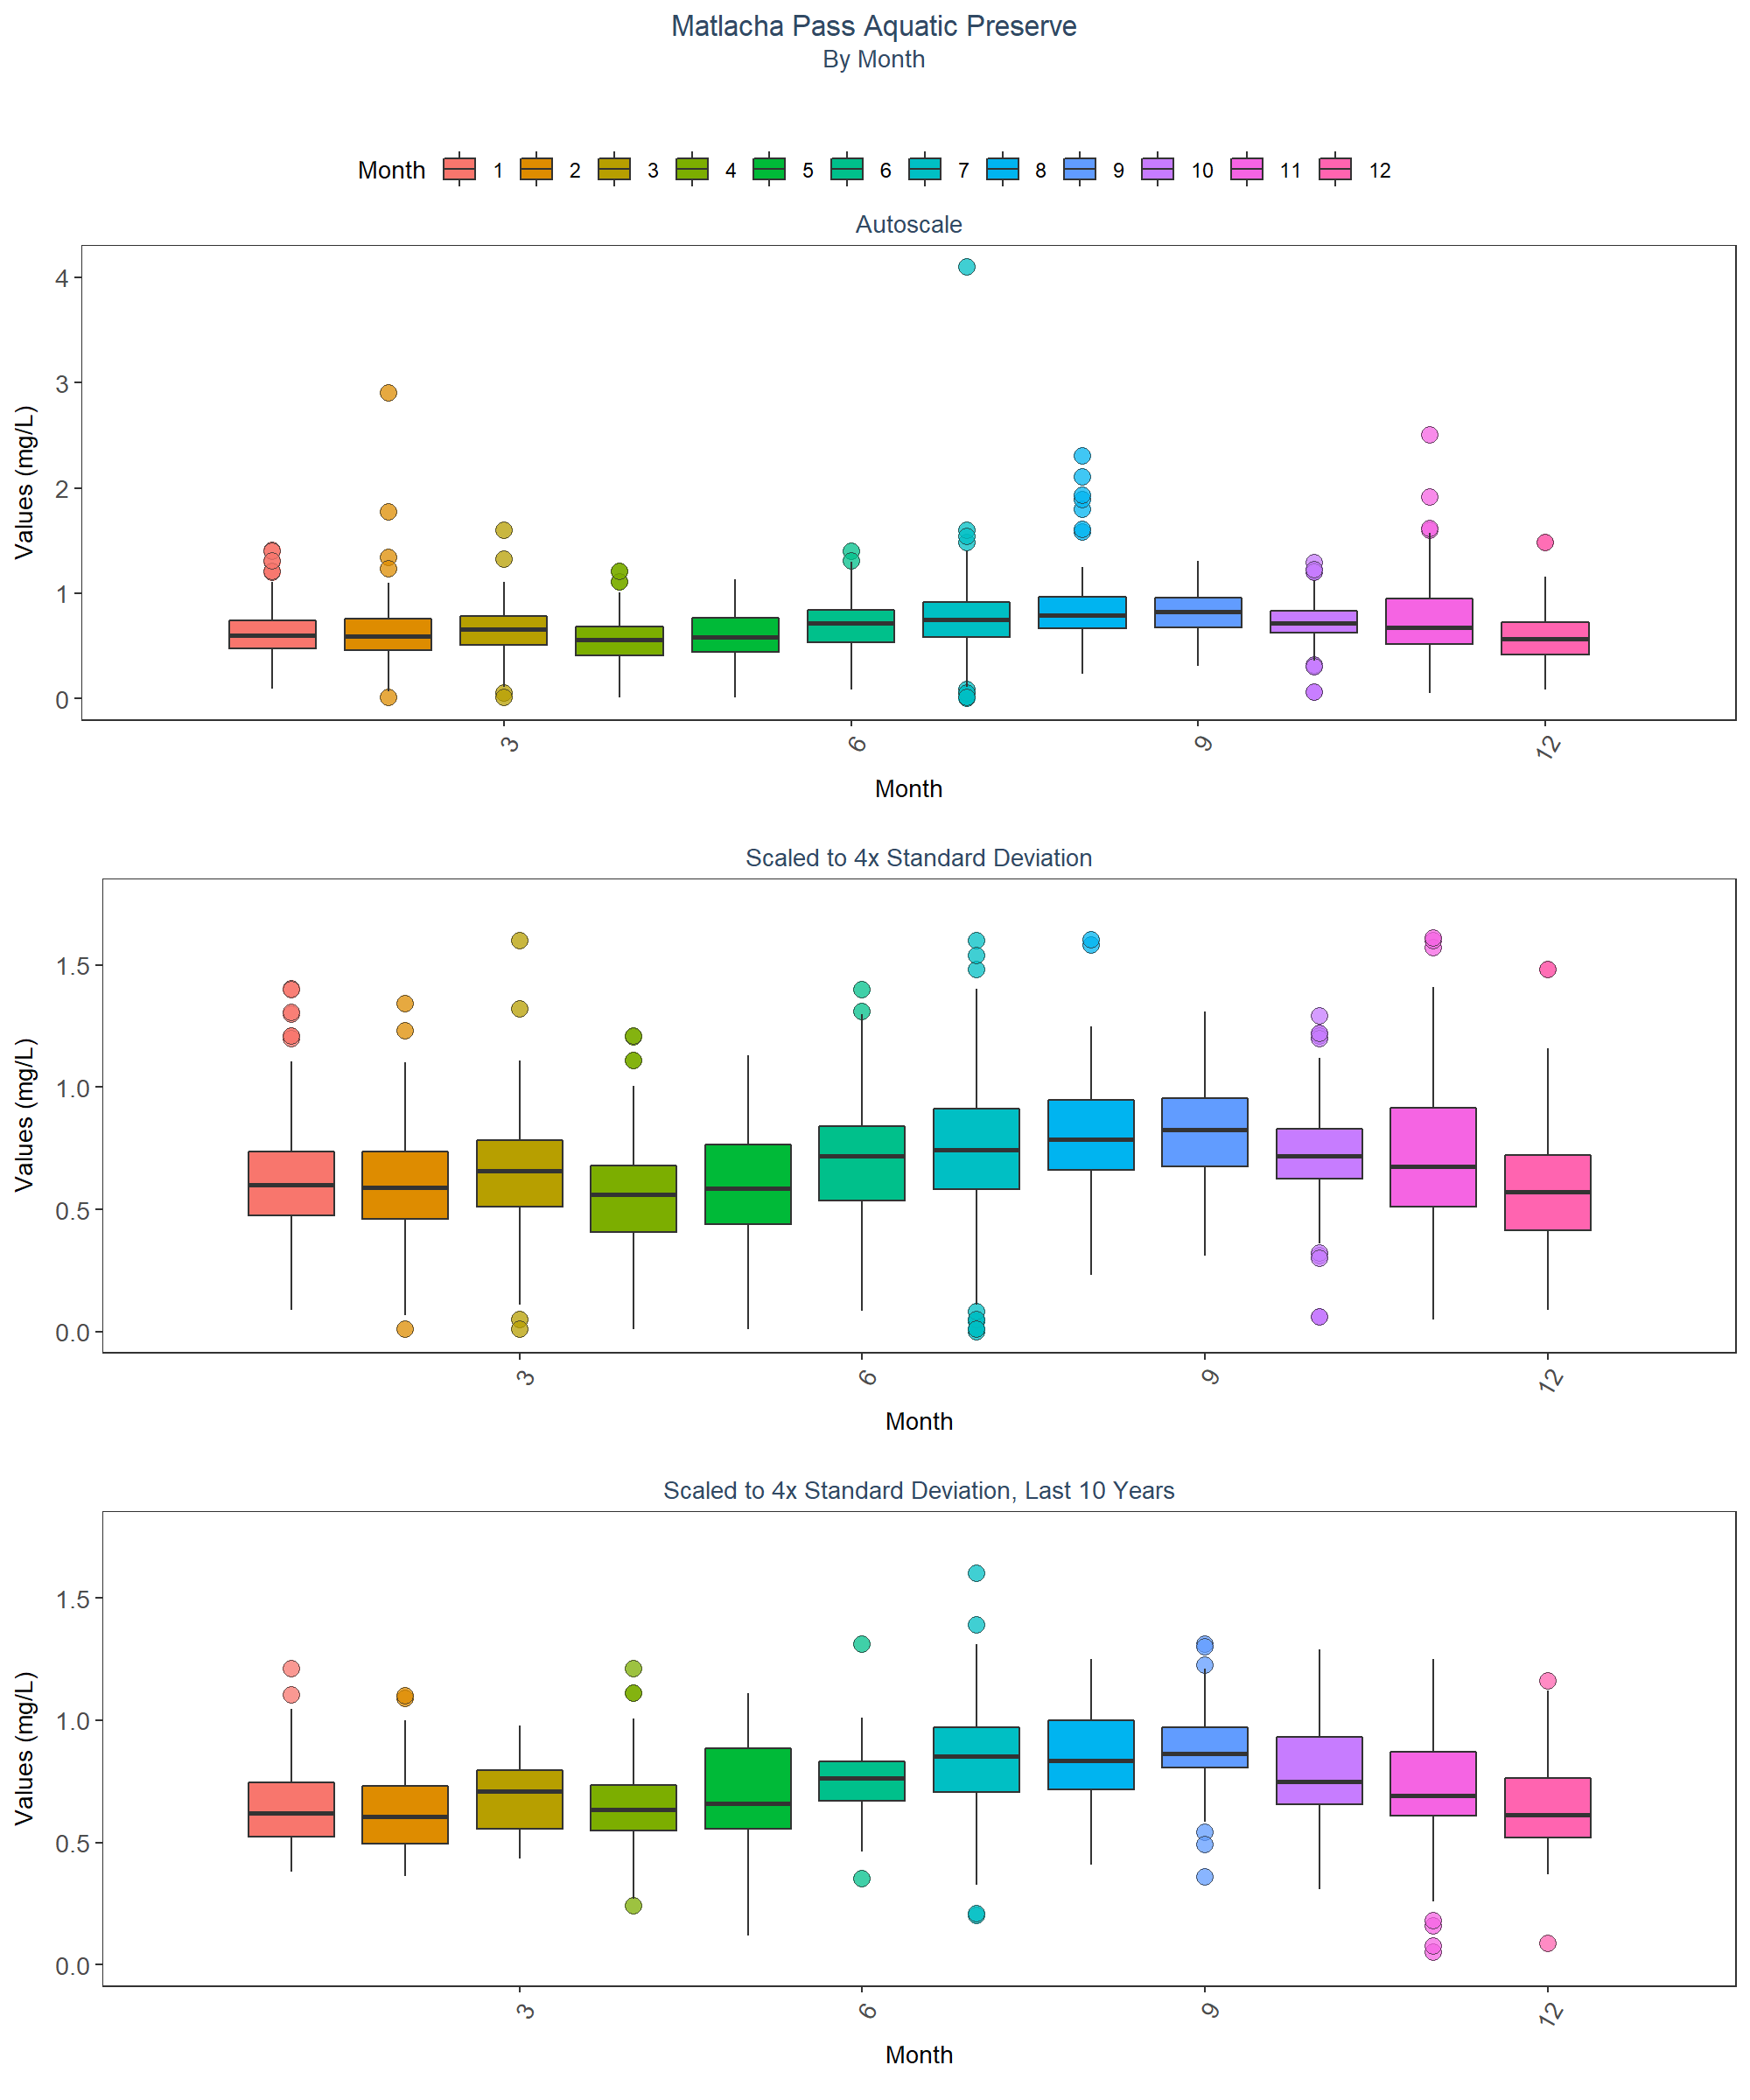 Matlacha Pass Aquatic Preserve
By Month
Month 1 2 3 4 5 6 7 8 9 10 11 12
Autoscale
Values (mg/L)
4
3
2
1
0
3 6 9 12
Month
Scaled to 4x Standard Deviation
Values (mg/L)
1.5
1.0
0.5
0.0
3 6 9 12
Month
Scaled to 4x Standard Deviation, Last 10 Years
Values (mg/L)
1.5
1.0
0.5
0.0
3 6 9 12
Month